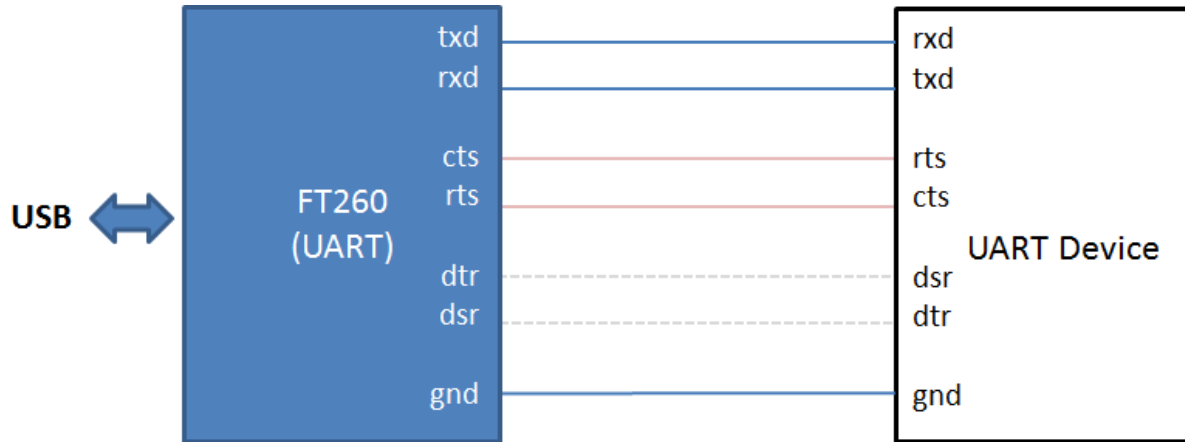 USB
FT260
(UART)
txd
rxd
cts
rts
dtr
dsr
gnd
rxd
txd
rts
cts
dsr
dtr
gnd
UART Device